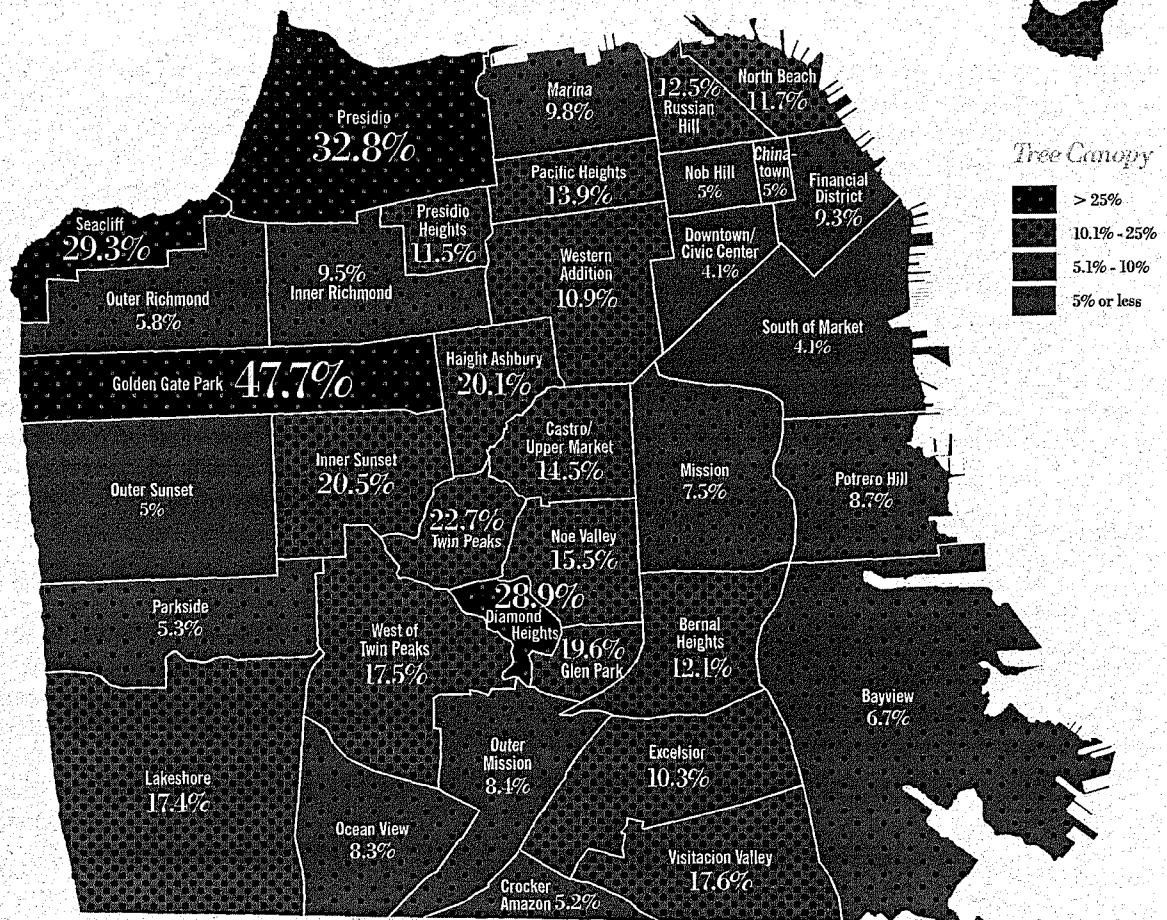 Presidio
32.8%
Marina
9.8%
12.5%
Russian
Hill
North Beach
11.7%
Pacific Heights
13.9%
Nob Hill
5%
China-
town
5%
Financial
District
9.3%
Tree Canopy
> 25%
10.1% - 25%
5.1% - 10%
5% or less
Seacliff
29.3%
Presidio
Heights
11.5%
Outer Richmond
5.8%
9.5%
Inner Richmond
Western
Addition
10.9%
Downtown/
Civic Center
4.1%
South of Market
4.1%
Golden Gate Park 47.7%
Haight Ashbury
20.1%
Castro/
Upper Market
14.5%
Outer Sunset
5%
Inner Sunset
20.5%
Mission
7.5%
Potrero Hill
8.7%
22.7%
Twin Peaks
Noe Valley
15.5%
28.9%
Diamond
Heights
Parkside
5.3%
West of
Twin Peaks
17.5%
19.6%
Glen Park
Bernal
Heights
12.1%
Bayview
6.7%
Lakeshore
17.4%
Outer
Mission
8.4%
Excelsior
10.3%
Ocean View
8.3%
Visitacion Valley
17.6%
Crocker
Amazon 5.2%